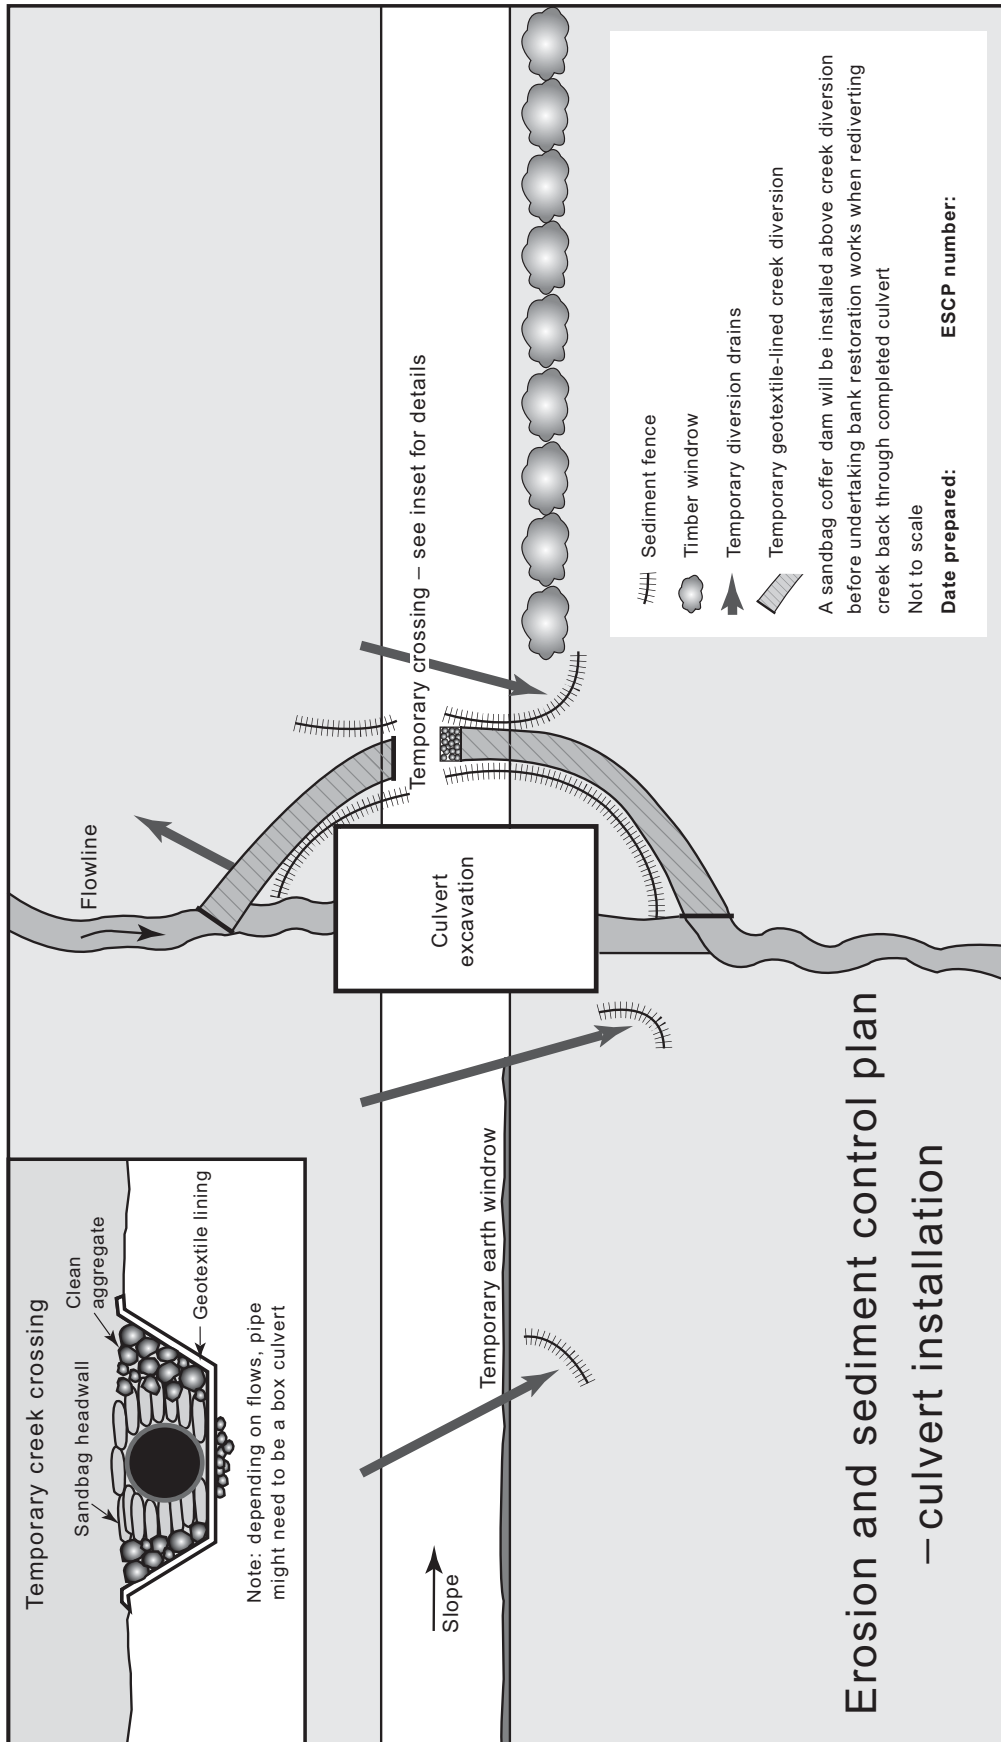 Temporary creek crossing
Sandbag headwall
Clean
aggregate
Geotextile lining
Note: depending on flows, pipe
might need to be a box culvert
Flowline
Slope
Temporary earth windrow
Culvert
excavation
Temporary crossing – see inset for details
Sediment fence
Timber windrow
Temporary diversion drains
Temporary geotextile-lined creek diversion
A sandbag coffer dam will be installed above creek diversion
before undertaking bank restoration works when rediverting
creek back through completed culvert
Not to scale
Date prepared: ESCP number:
Erosion and sediment control plan
– culvert installation